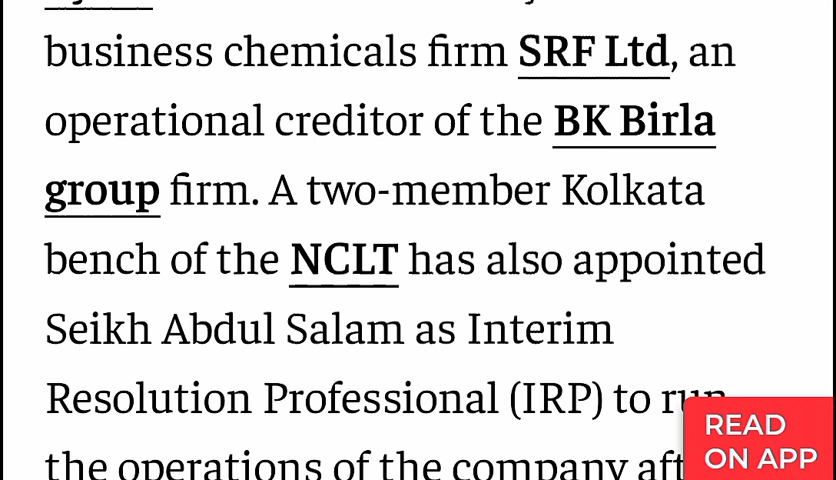 business chemicals firm SRF Ltd, an
operational creditor of the BK Birla
group firm. A two-member Kolkata
bench of the NCLT has also appointed
Seikh Abdul Salam as Interim
Resolution Professional (IRP) to run
the operations of the company
READ
ON APP